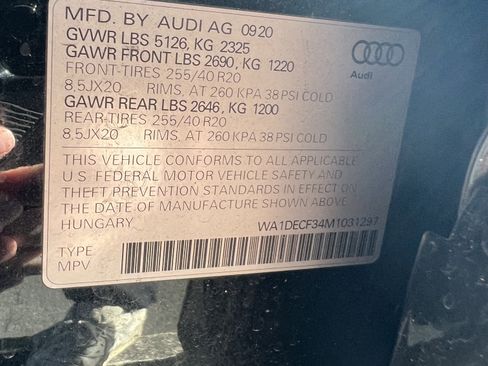 MFD. BY AUDI AG 0920
GVWR LBS 5126, KG 2325
GAWR FRONT LBS 2690, KG 1220
FRONT-TIRES 255/40 R20
8,5JX20 RIMS, AT 260 KPA 38 PSI COLD
GAWR REAR LBS 2646, KG 1200
REAR-TIRES 255/40 R20
8,5JX20 RIMS, AT 260 KPA 38 PSI COLD
Audi
THIS VEHICLE CONFORMS TO ALL APPLICABLE
U.S. FEDERAL MOTOR VEHICLE SAFETY AND
THEFT PREVENTION STANDARDS IN EFFECT ON
THE DATE OF MANUFACTURE SHOWN ABOVE
HUNGARY WA1DECF34M1031297
TYPE
MPV